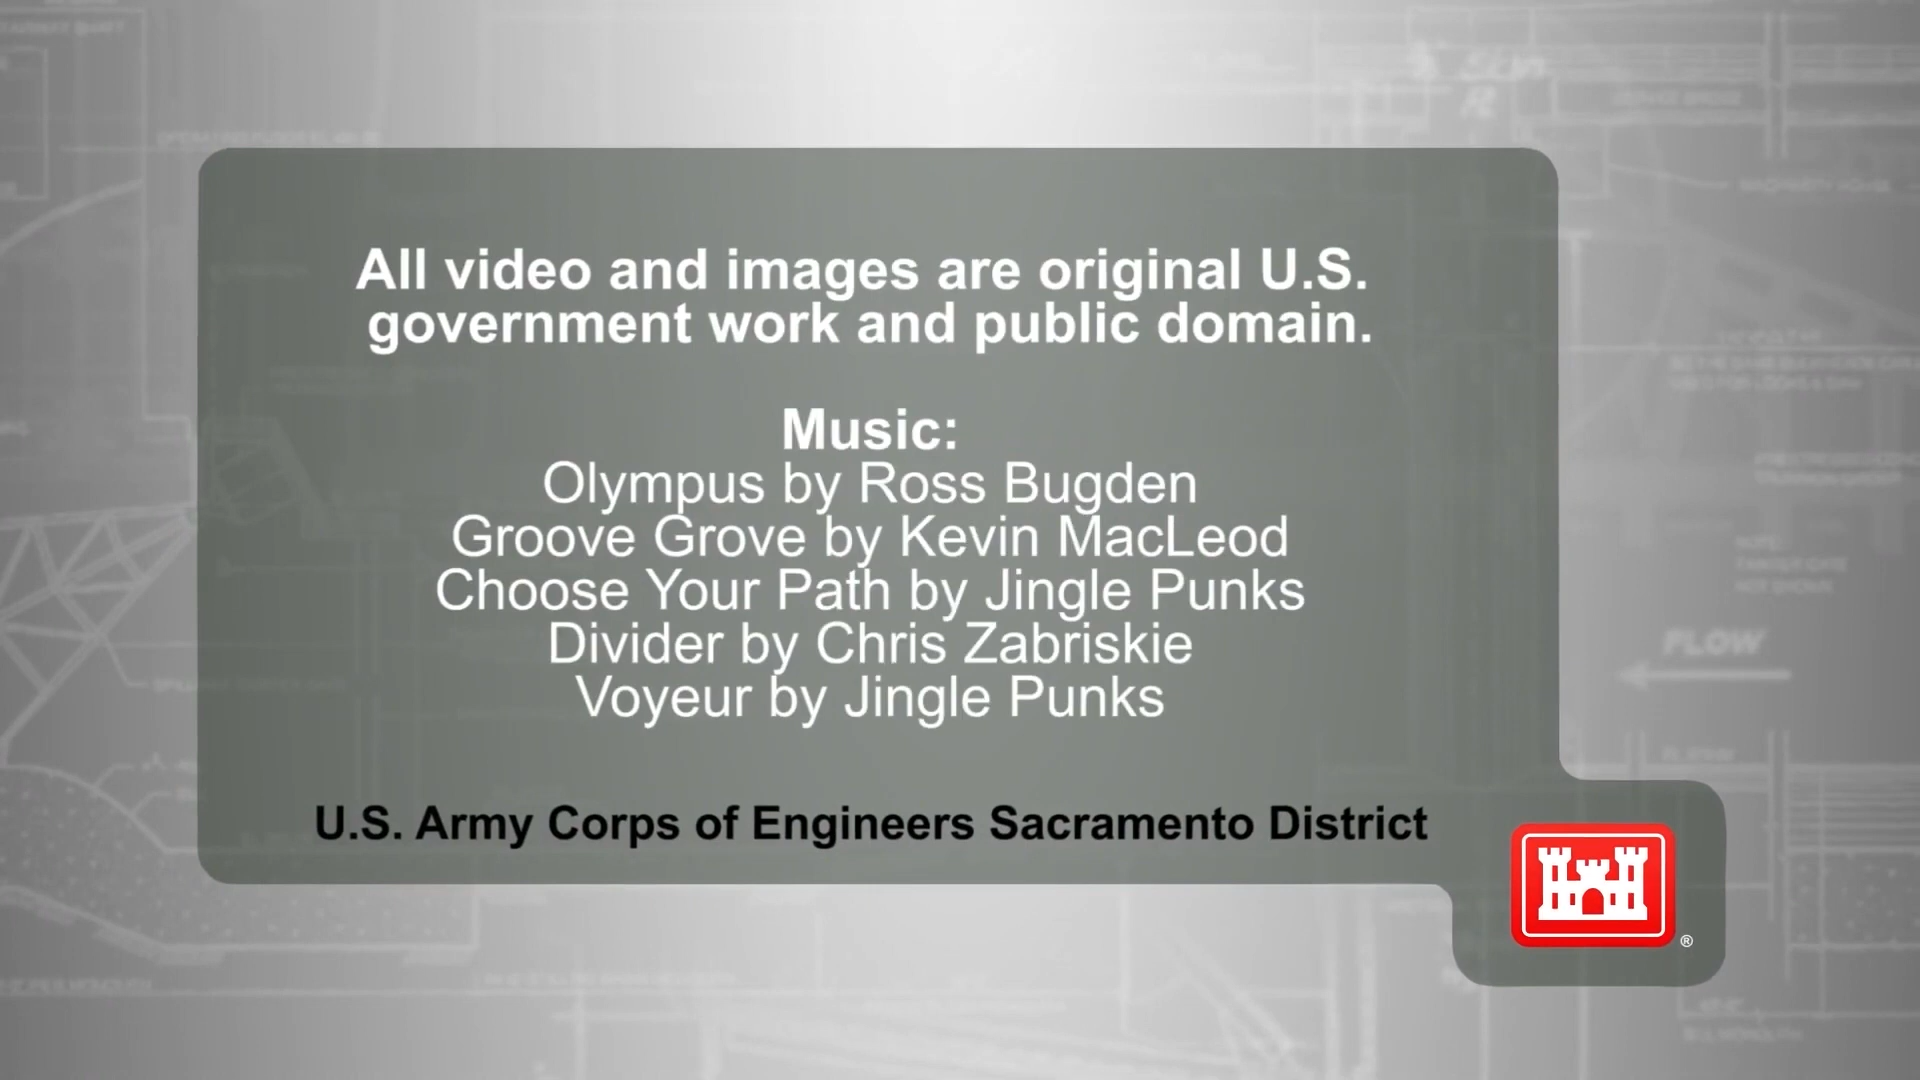 All video and images are original U.S.
government work and public domain.
Music:
Olympus by Ross Bugden
Groove Grove by Kevin MacLeod
Choose Your Path by Jingle Punks
Divider by Chris Zabriskie
Voyeur by Jingle Punks
U.S. Army Corps of Engineers Sacramento District
®
FLOW